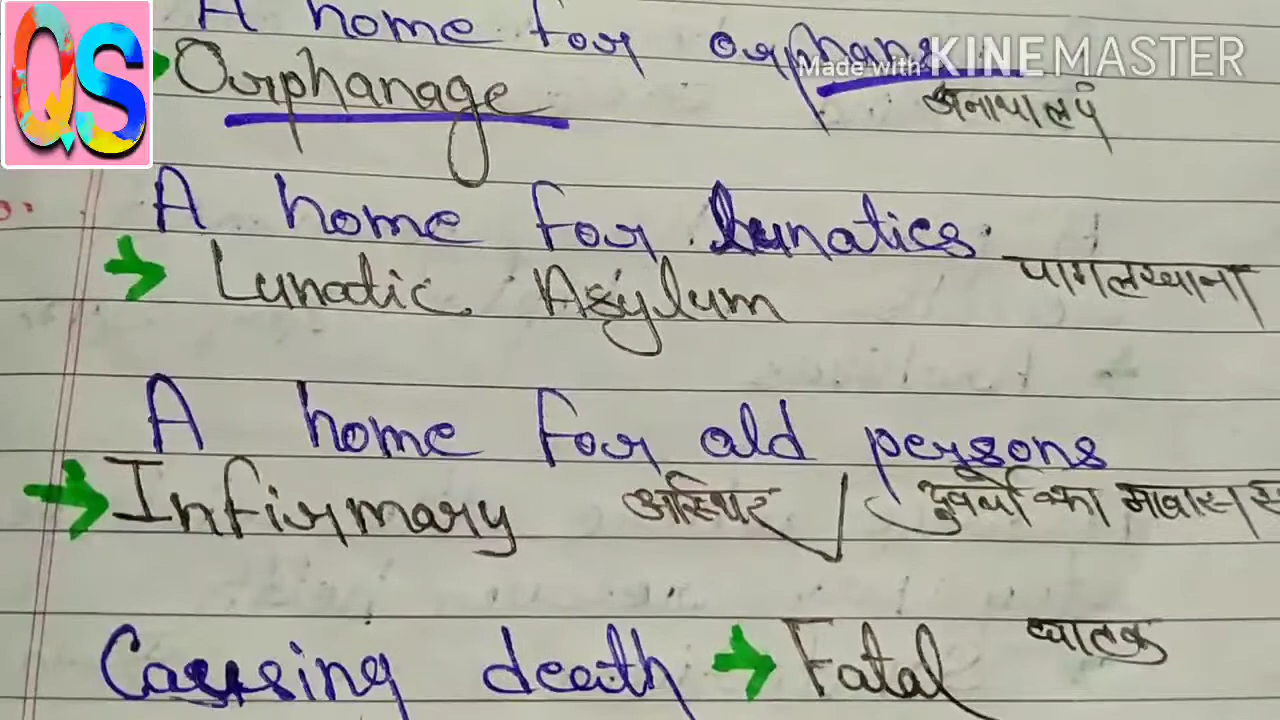 A home for orphans
Made with KINEMASTER
QS
Orphanage
अनाथालय
A home for lunatics.
Lunatic Asylum
पागलखाना
A home for old persons
Infirmary अस्थिर
का
Causing death → Fatal घातक